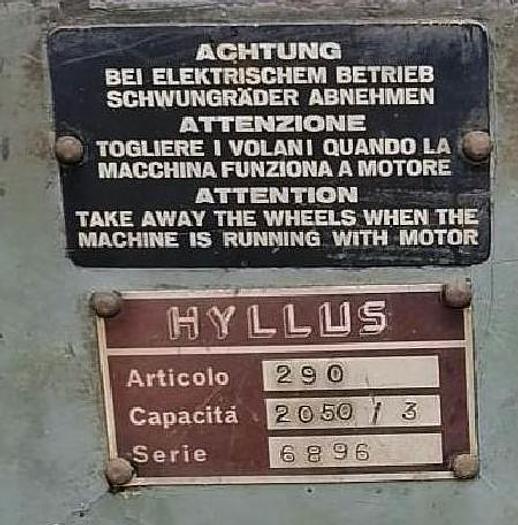 ACHTUNG
BEI ELEKTRISCHEM BETRIEB
SCHWUNGRÄDER ABNEHMEN
ATTENZIONE
TOGLIERE I VOLANI QUANDO LA
MACCHINA FUNZIONA A MOTORE
ATTENTION
TAKE AWAY THE WHEELS WHEN THE
MACHINE IS RUNNING WITH MOTOR
HYLLUS
Articolo 290
Capacitá 2050 / 3
Serie 6896